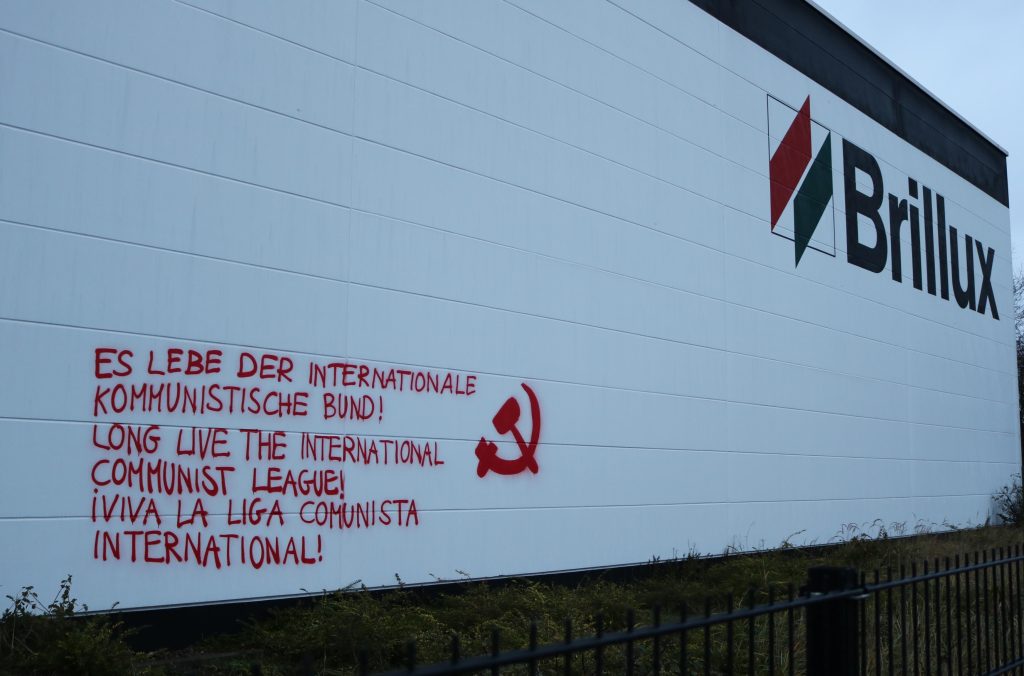 Brillux
ES LEBE DER INTERNATIONALE
KOMMUNISTISCHE BUND!
LONG LIVE THE INTERNATIONAL
COMMUNIST LEAGUE!
¡VIVA LA LIGA COMUNISTA
INTERNATIONAL!